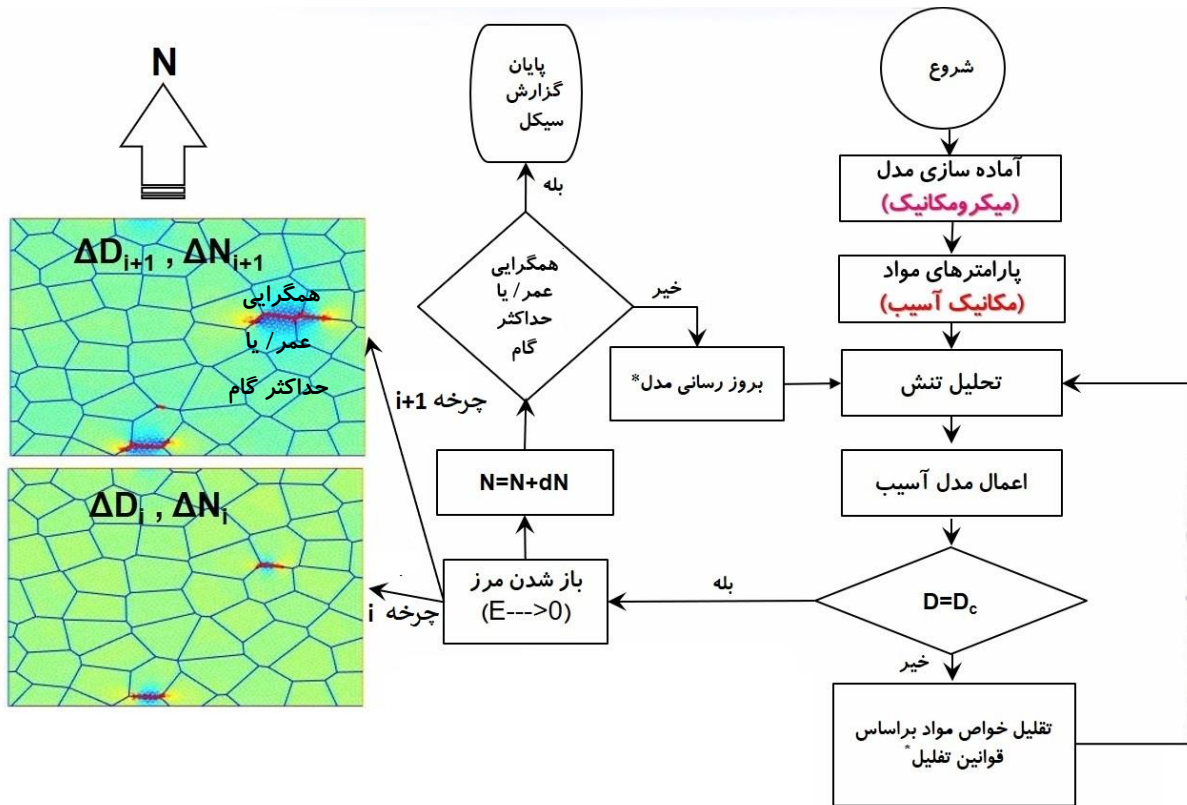 شروع
آماده سازی مدل
(میکرومکانیک)
پارامترهای مواد
(مکانیک آسیب)
تحلیل تنش
اعمال مدل آسیب
D=Dc
خیر
تقلیل خواص مواد براساس
قوانین تفلیل*
بله
باز شدن مرز
(E--->0)
N=N+dN
همگرایی
عمر/ یا
حداکثر
گام
خیر
بروز رسانی مدل*
بله
پایان
گزارش
سیکل
N
ΔDi+1 , ΔNi+1
همگرایی
عمر/ یا
حداکثر گام
چرخه i+1
ΔDi , ΔNi
چرخه i